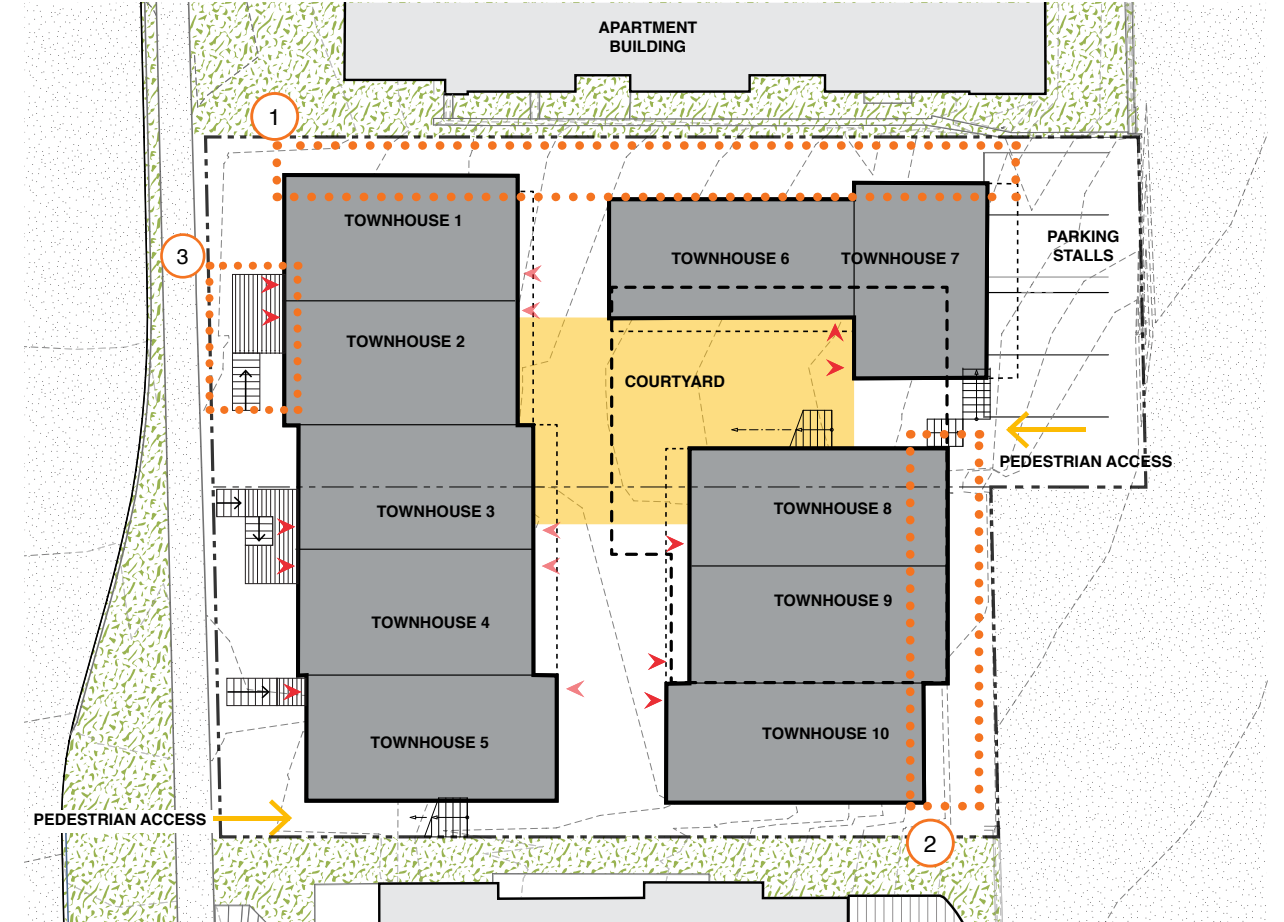 APARTMENT
BUILDING
1
TOWNHOUSE 1
3
TOWNHOUSE 6
TOWNHOUSE 7
PARKING
STALLS
TOWNHOUSE 2
COURTYARD
PEDESTRIAN ACCESS
TOWNHOUSE 3
TOWNHOUSE 8
TOWNHOUSE 9
TOWNHOUSE 4
TOWNHOUSE 5
TOWNHOUSE 10
PEDESTRIAN ACCESS
2